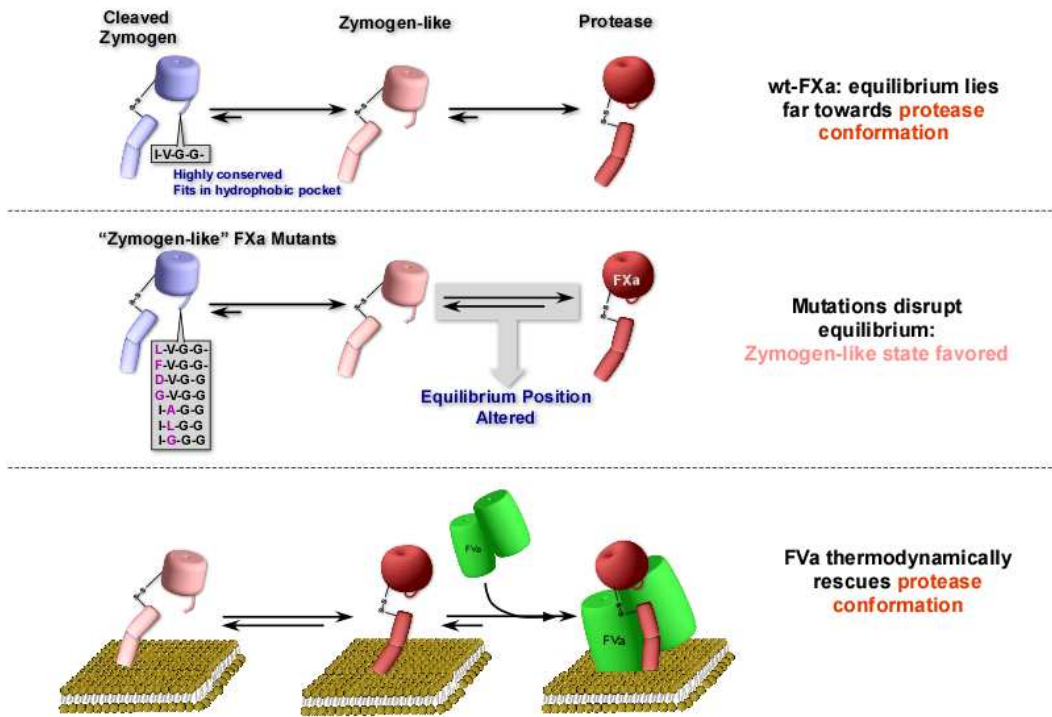 Cleaved
Zymogen
Zymogen-like
Protease
I-V-G-G-
Highly conserved
Fits in hydrophobic pocket
wt-FXa: equilibrium lies
far towards protease
conformation
“Zymogen-like” FXa Mutants
FXa
L-V-G-G-
F-V-G-G-
D-V-G-G
G-V-G-G
I-A-G-G
I-L-G-G
I-G-G-G
Equilibrium Position
Altered
Mutations disrupt
equilibrium:
Zymogen-like state favored
FVa
FVa
FVa thermodynamically
rescues protease
conformation